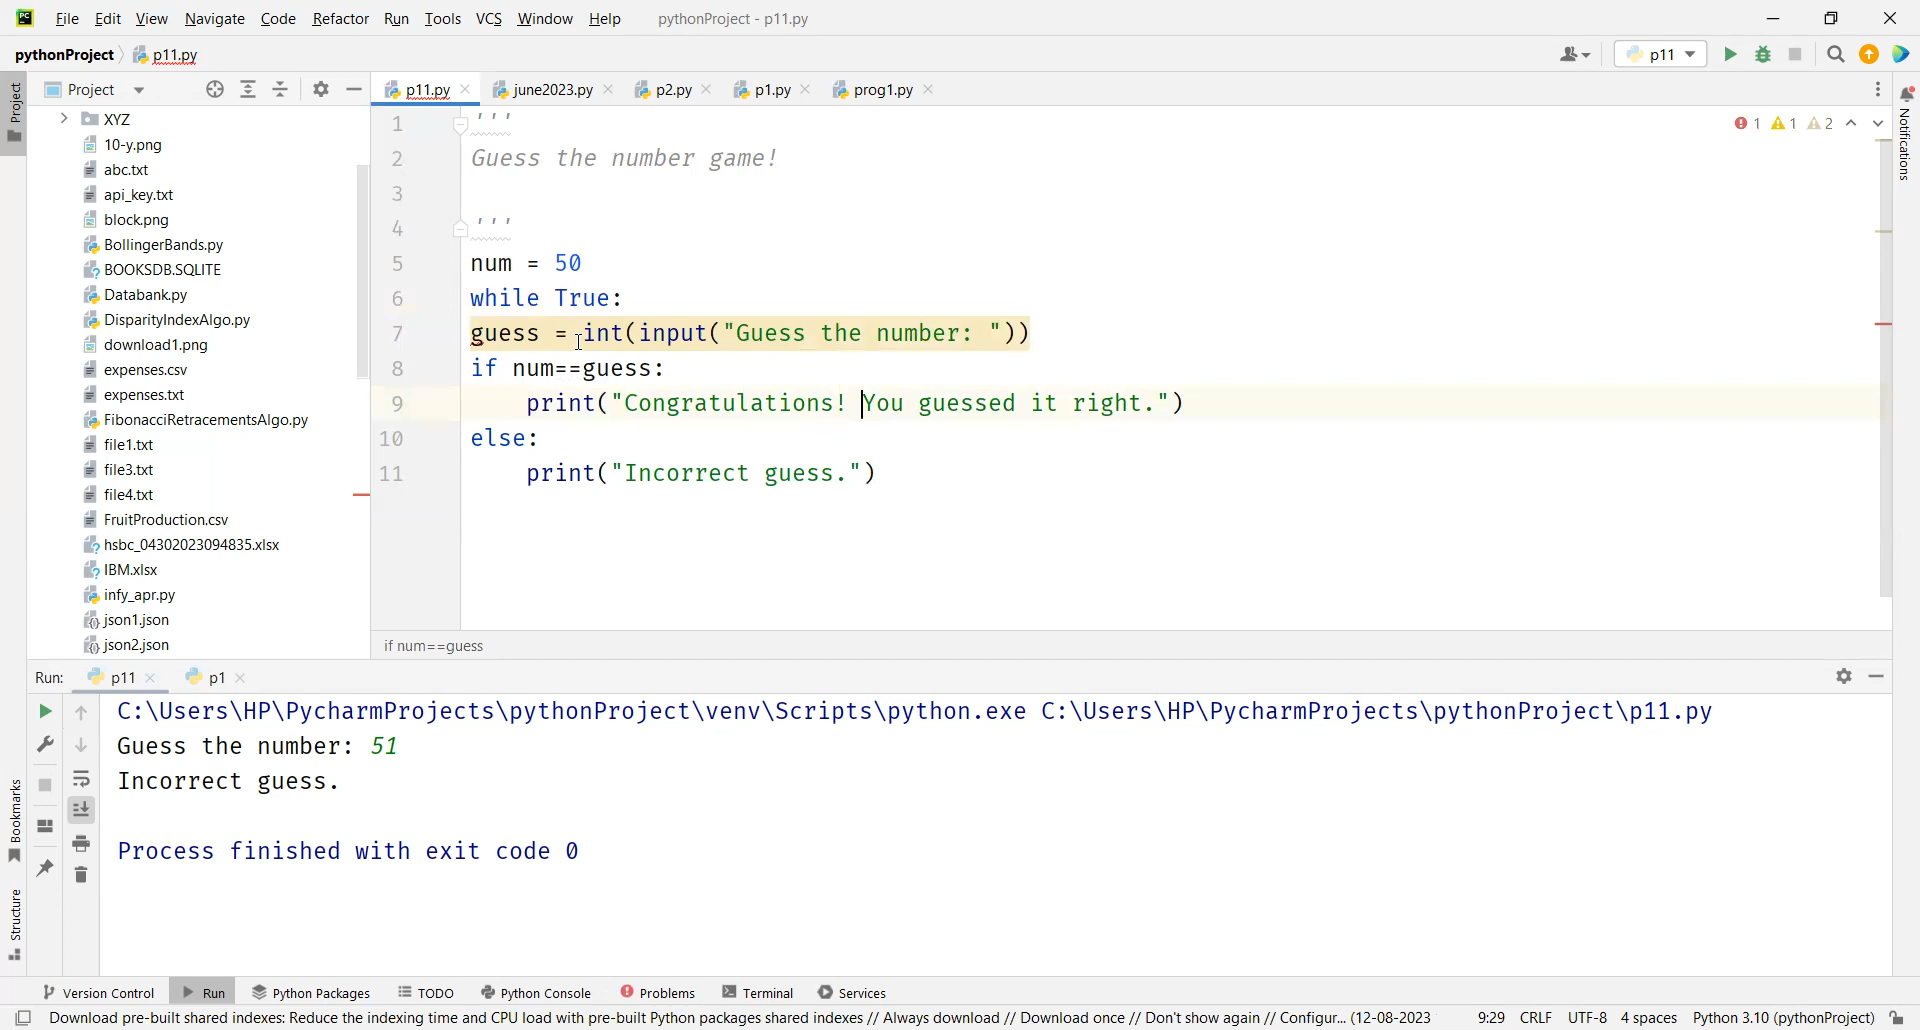 File Edit View Navigate Code Refactor Run Tools VCS Window Help pythonProject - p11.py
pythonProject p11.py p11
Project p11.py june2023.py p2.py p1.py prog1.py
Project
Notifications
XYZ
10-y.png
abc.txt
api_key.txt
block.png
BollingerBands.py
BOOKSDB.SQLITE
Databank.py
DisparityIndexAlgo.py
download1.png
expenses.csv
expenses.txt
FibonacciRetracementsAlgo.py
file1.txt
file3.txt
file4.txt
FruitProduction.csv
hsbc_04302023094835.xlsx
IBM.xlsx
infy_apr.py
json1.json
json2.json
1 1 2
1 '''
2 Guess the number game!
3
4 '''
5 num = 50
6 while True:
7 guess = int(input("Guess the number: "))
8 if num==guess:
9 print("Congratulations! You guessed it right.")
10 else:
11 print("Incorrect guess.")
if num==guess
Run: p11 p1
C:\Users\HP\PycharmProjects\pythonProject\venv\Scripts\python.exe C:\Users\HP\PycharmProjects\pythonProject\p11.py
Guess the number: 51
Incorrect guess.
Process finished with exit code 0
Bookmarks
Structure
Version Control Run Python Packages TODO Python Console Problems Terminal Services
Download pre-built shared indexes: Reduce the indexing time and CPU load with pre-built Python packages shared indexes // Always download // Download once // Don't show again // Configur... (12-08-2023 9:29 CRLF UTF-8 4 spaces Python 3.10 (pythonProject)